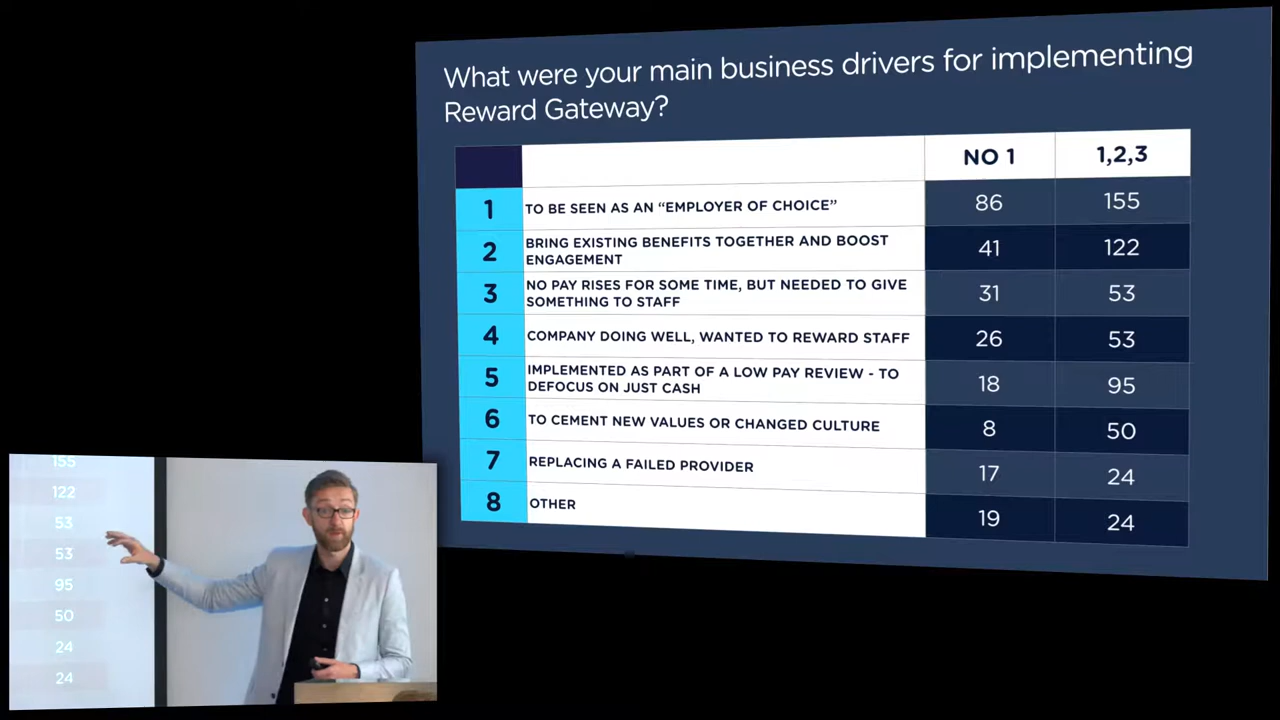 What were your main business drivers for implementing
Reward Gateway?
NO 1 1,2,3
1 TO BE SEEN AS AN “EMPLOYER OF CHOICE” 86 155
2 BRING EXISTING BENEFITS TOGETHER AND BOOST
ENGAGEMENT 41 122
3 NO PAY RISES FOR SOME TIME, BUT NEEDED TO GIVE
SOMETHING TO STAFF 31 53
4 COMPANY DOING WELL, WANTED TO REWARD STAFF 26 53
5 IMPLEMENTED AS PART OF A LOW PAY REVIEW - TO
DEFOCUS ON JUST CASH 18 95
6 TO CEMENT NEW VALUES OR CHANGED CULTURE 8 50
7 REPLACING A FAILED PROVIDER 17 24
8 OTHER 19 24
155
122
53
53
95
50
24
24